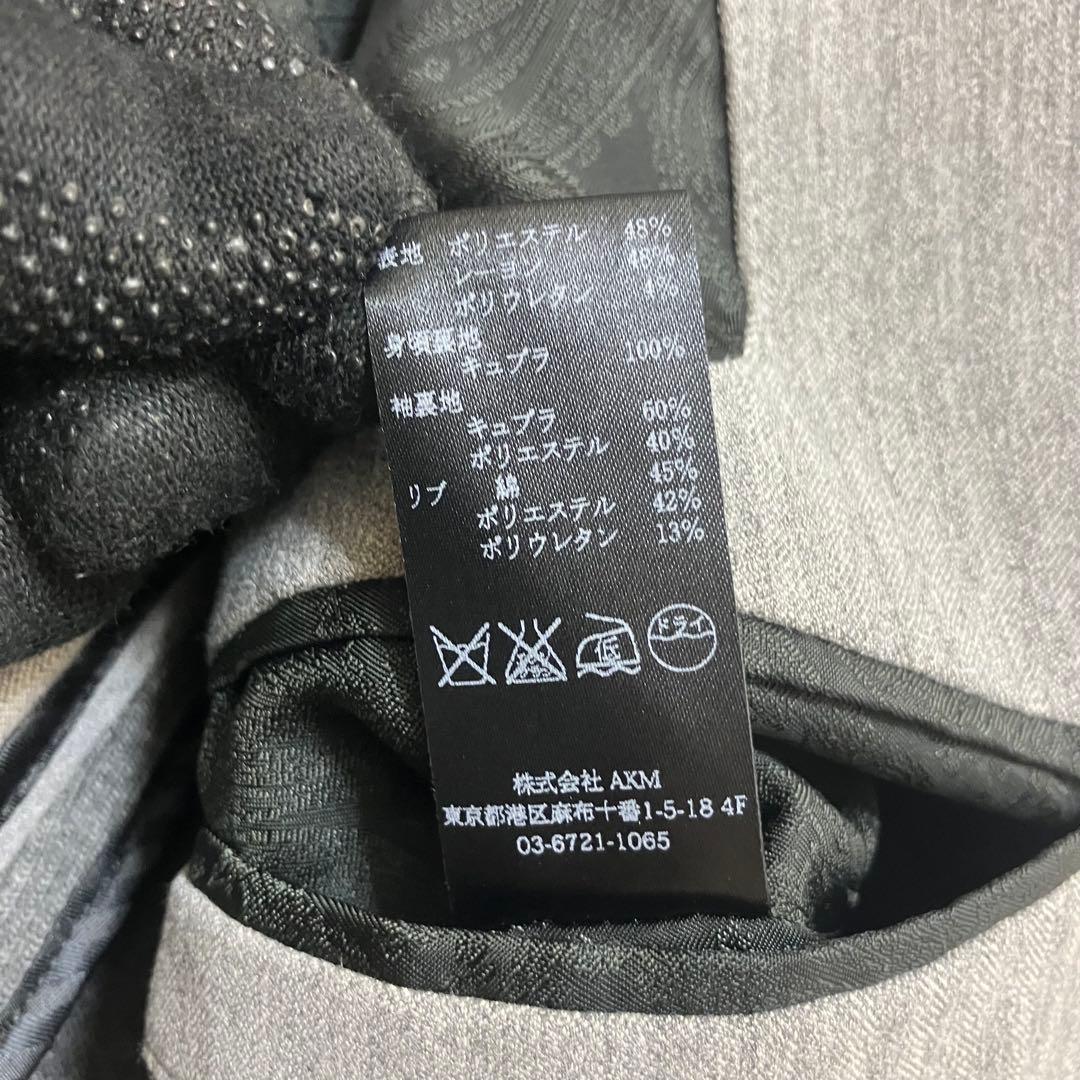 表地 ポリエステル 48%
レーヨン 48%
ポリウレタン 4%
身頃裏地
キュプラ 100%
袖裏地
キュプラ 60%
ポリエステル 40%
リブ 綿 45%
ポリエステル 42%
ポリウレタン 13%
低 ドライ
株式会社 AKM
東京都港区麻布十番1-5-18 4F
03-6721-1065